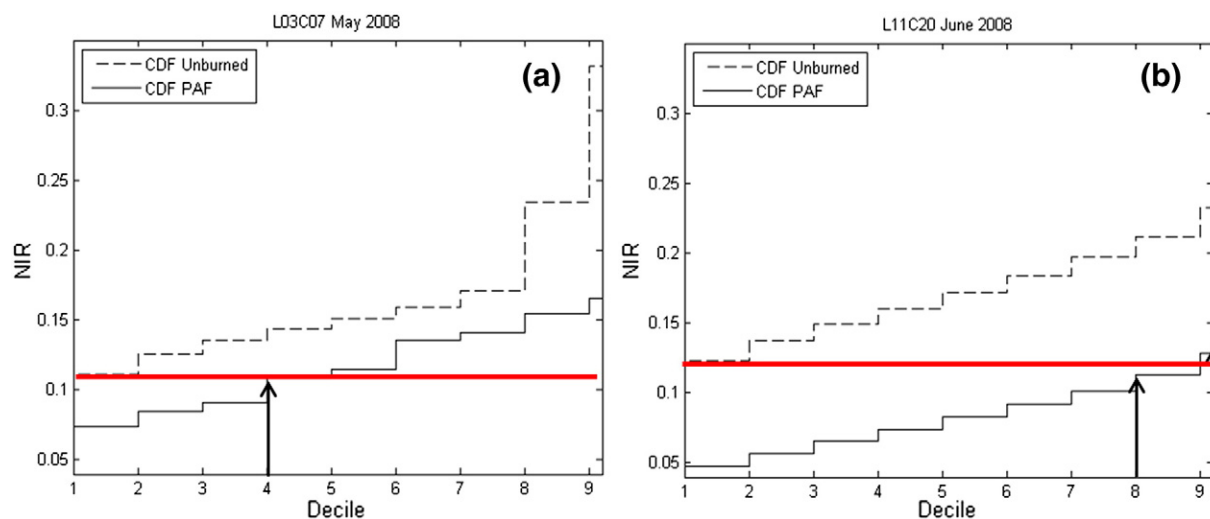 L03C07 May 2008
CDF Unburned
CDF PAF
(a)
0.3
0.25
0.2
0.15
0.1
0.05
NIR
1 2 3 4 5 6 7 8 9
Decile
L11C20 June 2008
CDF Unburned
CDF PAF
(b)
0.3
0.25
0.2
0.15
0.1
0.05
NIR
1 2 3 4 5 6 7 8 9
Decile